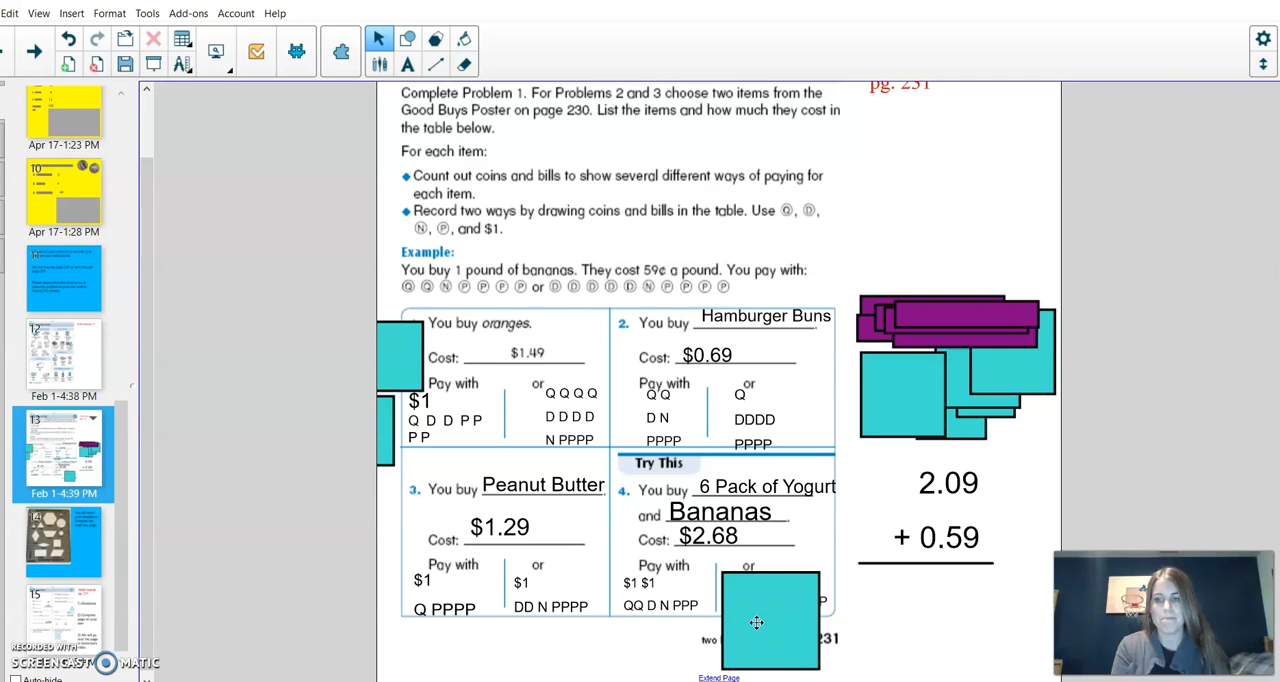 Edit View Insert Format Tools Add-ons Account Help
Apr 17-1:23 PM
10
Apr 17-1:28 PM
12
Feb 1-4:38 PM
13
Feb 1-4:39 PM
14
15
RECORDED WITH
SCREENCAST MATIC
Auto-hide
pg. 231
Complete Problem 1. For Problems 2 and 3 choose two items from the
Good Buys Poster on page 230. List the items and how much they cost in
the table below.
For each item:
Count out coins and bills to show several different ways of paying for
each item.
Record two ways by drawing coins and bills in the table. Use Ⓠ, Ⓓ,
Ⓝ, Ⓟ, and $1.
Example:
You buy 1 pound of bananas. They cost 59¢ a pound. You pay with:
Ⓠ Ⓠ Ⓝ Ⓟ Ⓟ Ⓟ Ⓟ or Ⓓ Ⓓ Ⓓ Ⓓ Ⓓ Ⓝ Ⓟ Ⓟ Ⓟ Ⓟ
You buy oranges.
Cost: $1.49
Pay with or
$1
Q D D P P
P P
Q Q Q Q
D D D D
N PPPP
2. You buy Hamburger Buns.
Cost: $0.69
Pay with or
Q Q
D N
PPPP
Q
DDDD
PPPP
3. You buy Peanut Butter.
Cost: $1.29
Pay with or
$1
Q PPPP
$1
DD N PPPP
Try This
4. You buy 6 Pack of Yogurt
and Bananas.
Cost: $2.68
Pay with or
$1 $1
QQ D N PPP
P
two
231
Extend Page
2.09
+ 0.59